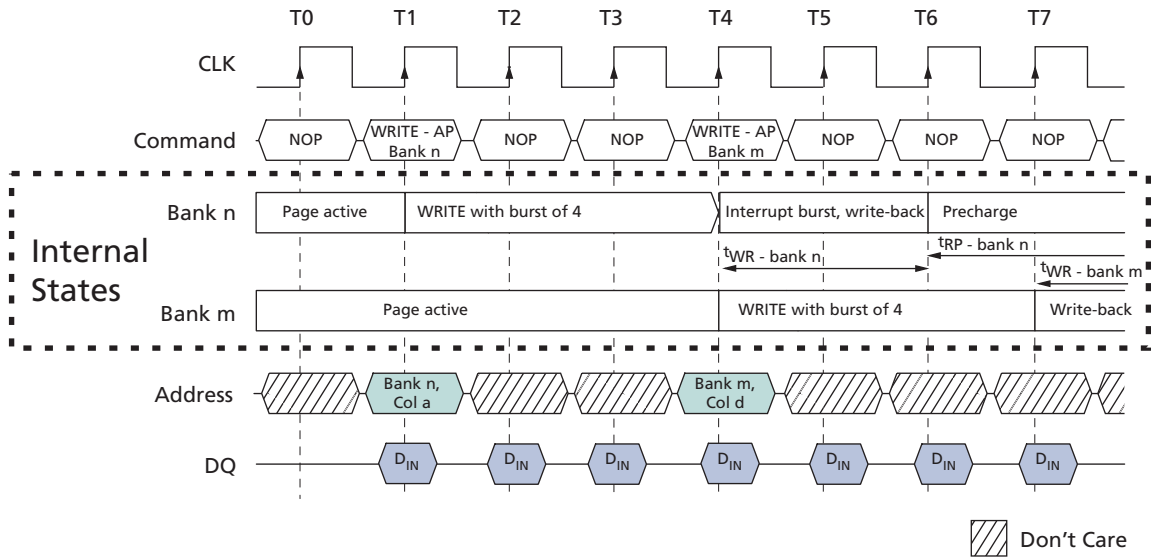 T0 T1 T2 T3 T4 T5 T6 T7
CLK
Command NOP WRITE - AP Bank n NOP NOP WRITE - AP Bank m NOP NOP NOP
Bank n Page active WRITE with burst of 4 Interrupt burst, write-back Precharge
Internal States
tWR - bank n tRP - bank n
tWR - bank m
Bank m Page active WRITE with burst of 4 Write-back
Address Bank n, Col a Bank m, Col d
DQ DIN DIN DIN DIN DIN DIN DIN
Don't Care